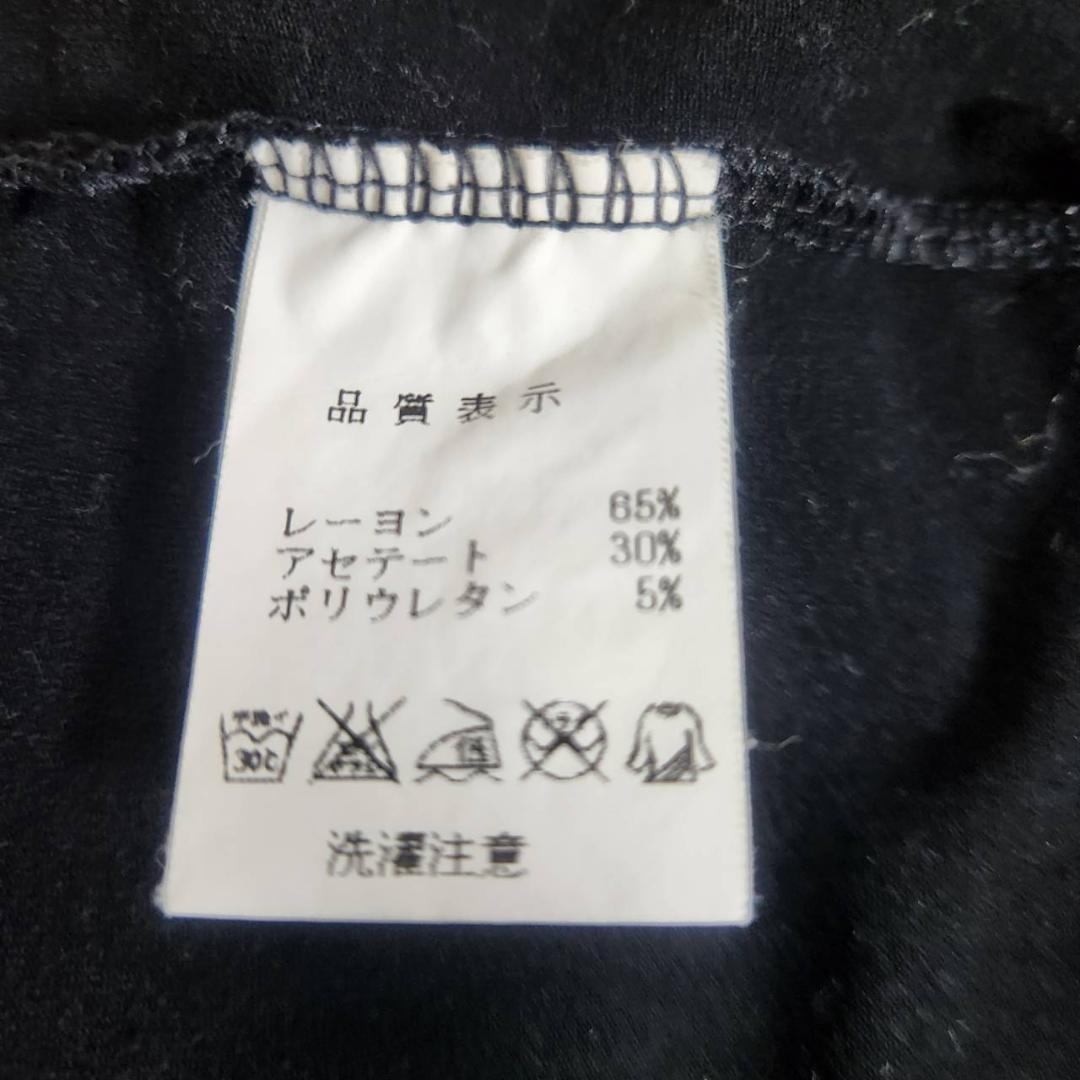 品質表示
レーヨン 65%
アセテート 30%
ポリウレタン 5%
手洗イ
30℃
低
洗濯注意